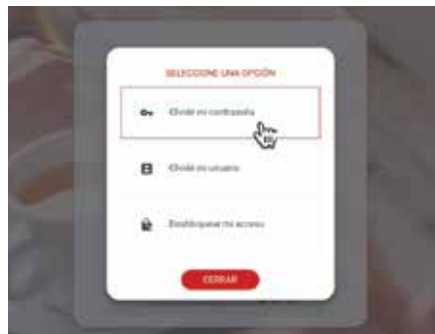 SELECCIONE UNA OPCIÓN
Olvidé mi contraseña
Olvidé mi usuario
Desbloquear mi acceso
CERRAR